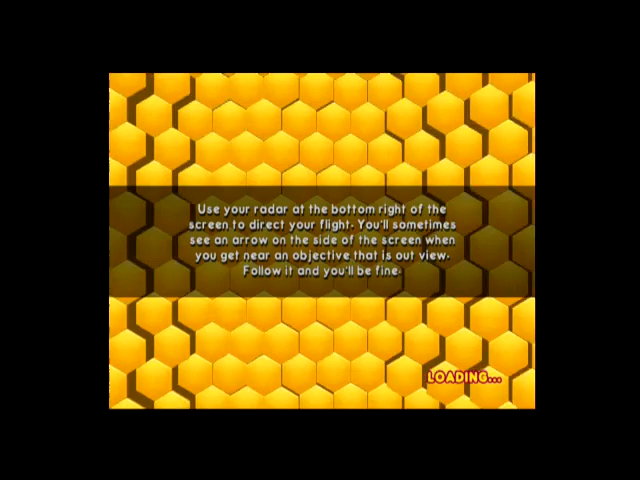 Use your radar at the bottom right of the
screen to direct your flight. You'll sometimes
see an arrow on the side of the screen when
you get near an objective that is out view.
Follow it and you'll be fine.
LOADING...